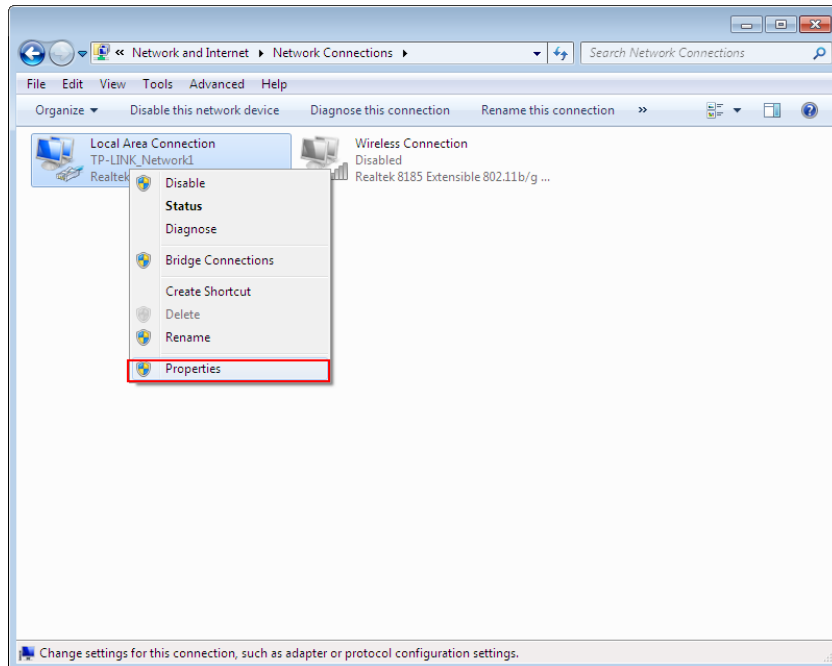 « Network and Internet ▸ Network Connections ▸
Search Network Connections
File Edit View Tools Advanced Help
Organize ▾ Disable this network device Diagnose this connection Rename this connection »
Local Area Connection
TP-LINK_Network1
Realtek
Wireless Connection
Disabled
Realtek 8185 Extensible 802.11b/g ...
Disable
Status
Diagnose
Bridge Connections
Create Shortcut
Delete
Rename
Properties
Change settings for this connection, such as adapter or protocol configuration settings.